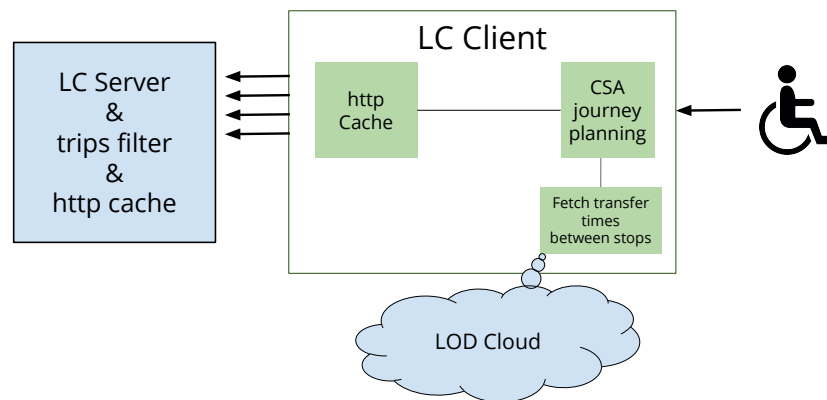 LC Server
&
trips filter
&
http cache
LC Client
http
Cache
CSA
journey
planning
Fetch transfer
times
between stops
LOD Cloud